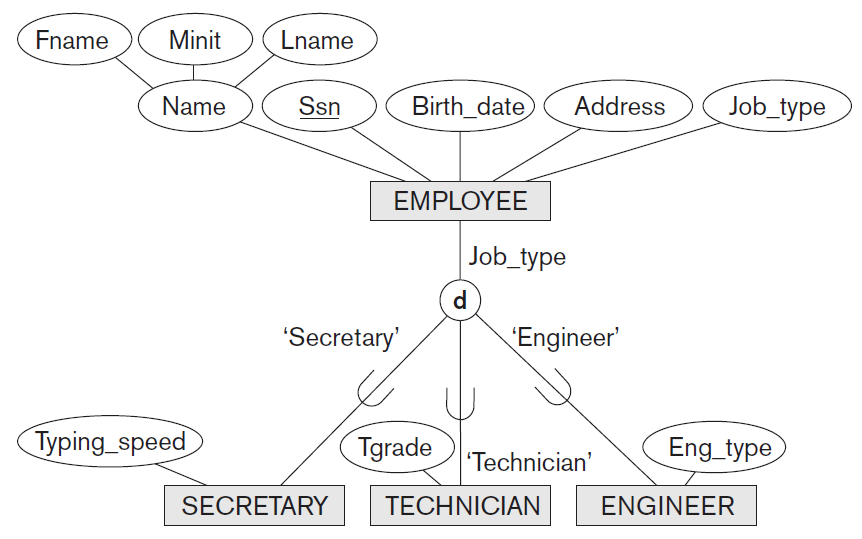 Fname Minit Lname
Name Ssn Birth_date Address Job_type
EMPLOYEE
Job_type
d
‘Secretary’ ‘Engineer’
Typing_speed Tgrade Eng_type
‘Technician’
SECRETARY TECHNICIAN ENGINEER